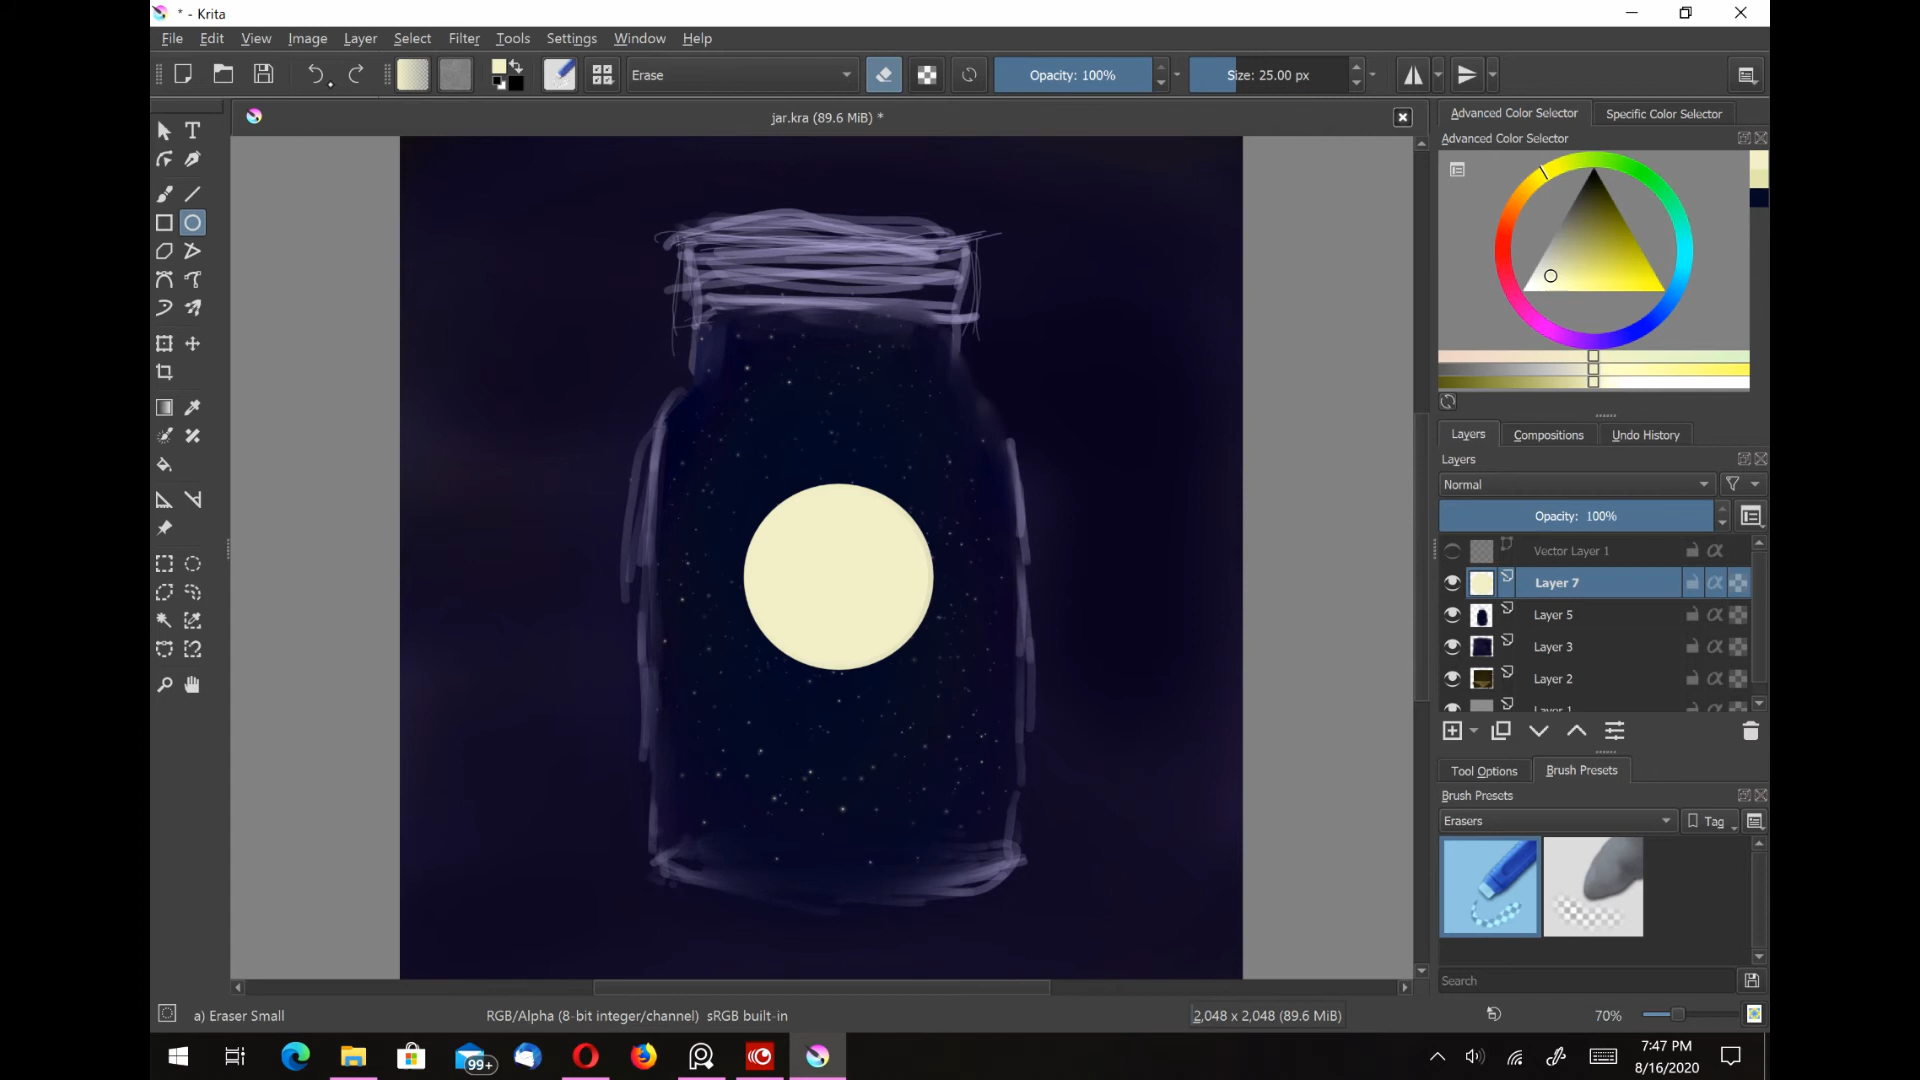 * - Krita
File Edit View Image Layer Select Filter Tools Settings Window Help
Erase Opacity: 100% Size: 25.00 px
jar.kra (89.6 MiB) *
Advanced Color Selector Specific Color Selector
Advanced Color Selector
Layers Compositions Undo History
Layers
Normal
Opacity: 100%
Vector Layer 1
Layer 7
Layer 5
Layer 3
Layer 2
Layer 1
Tool Options Brush Presets
Brush Presets
Erasers Tag
Search
a) Eraser Small RGB/Alpha (8-bit integer/channel) sRGB built-in 2,048 x 2,048 (89.6 MiB) 70%
99+
7:47 PM
8/16/2020